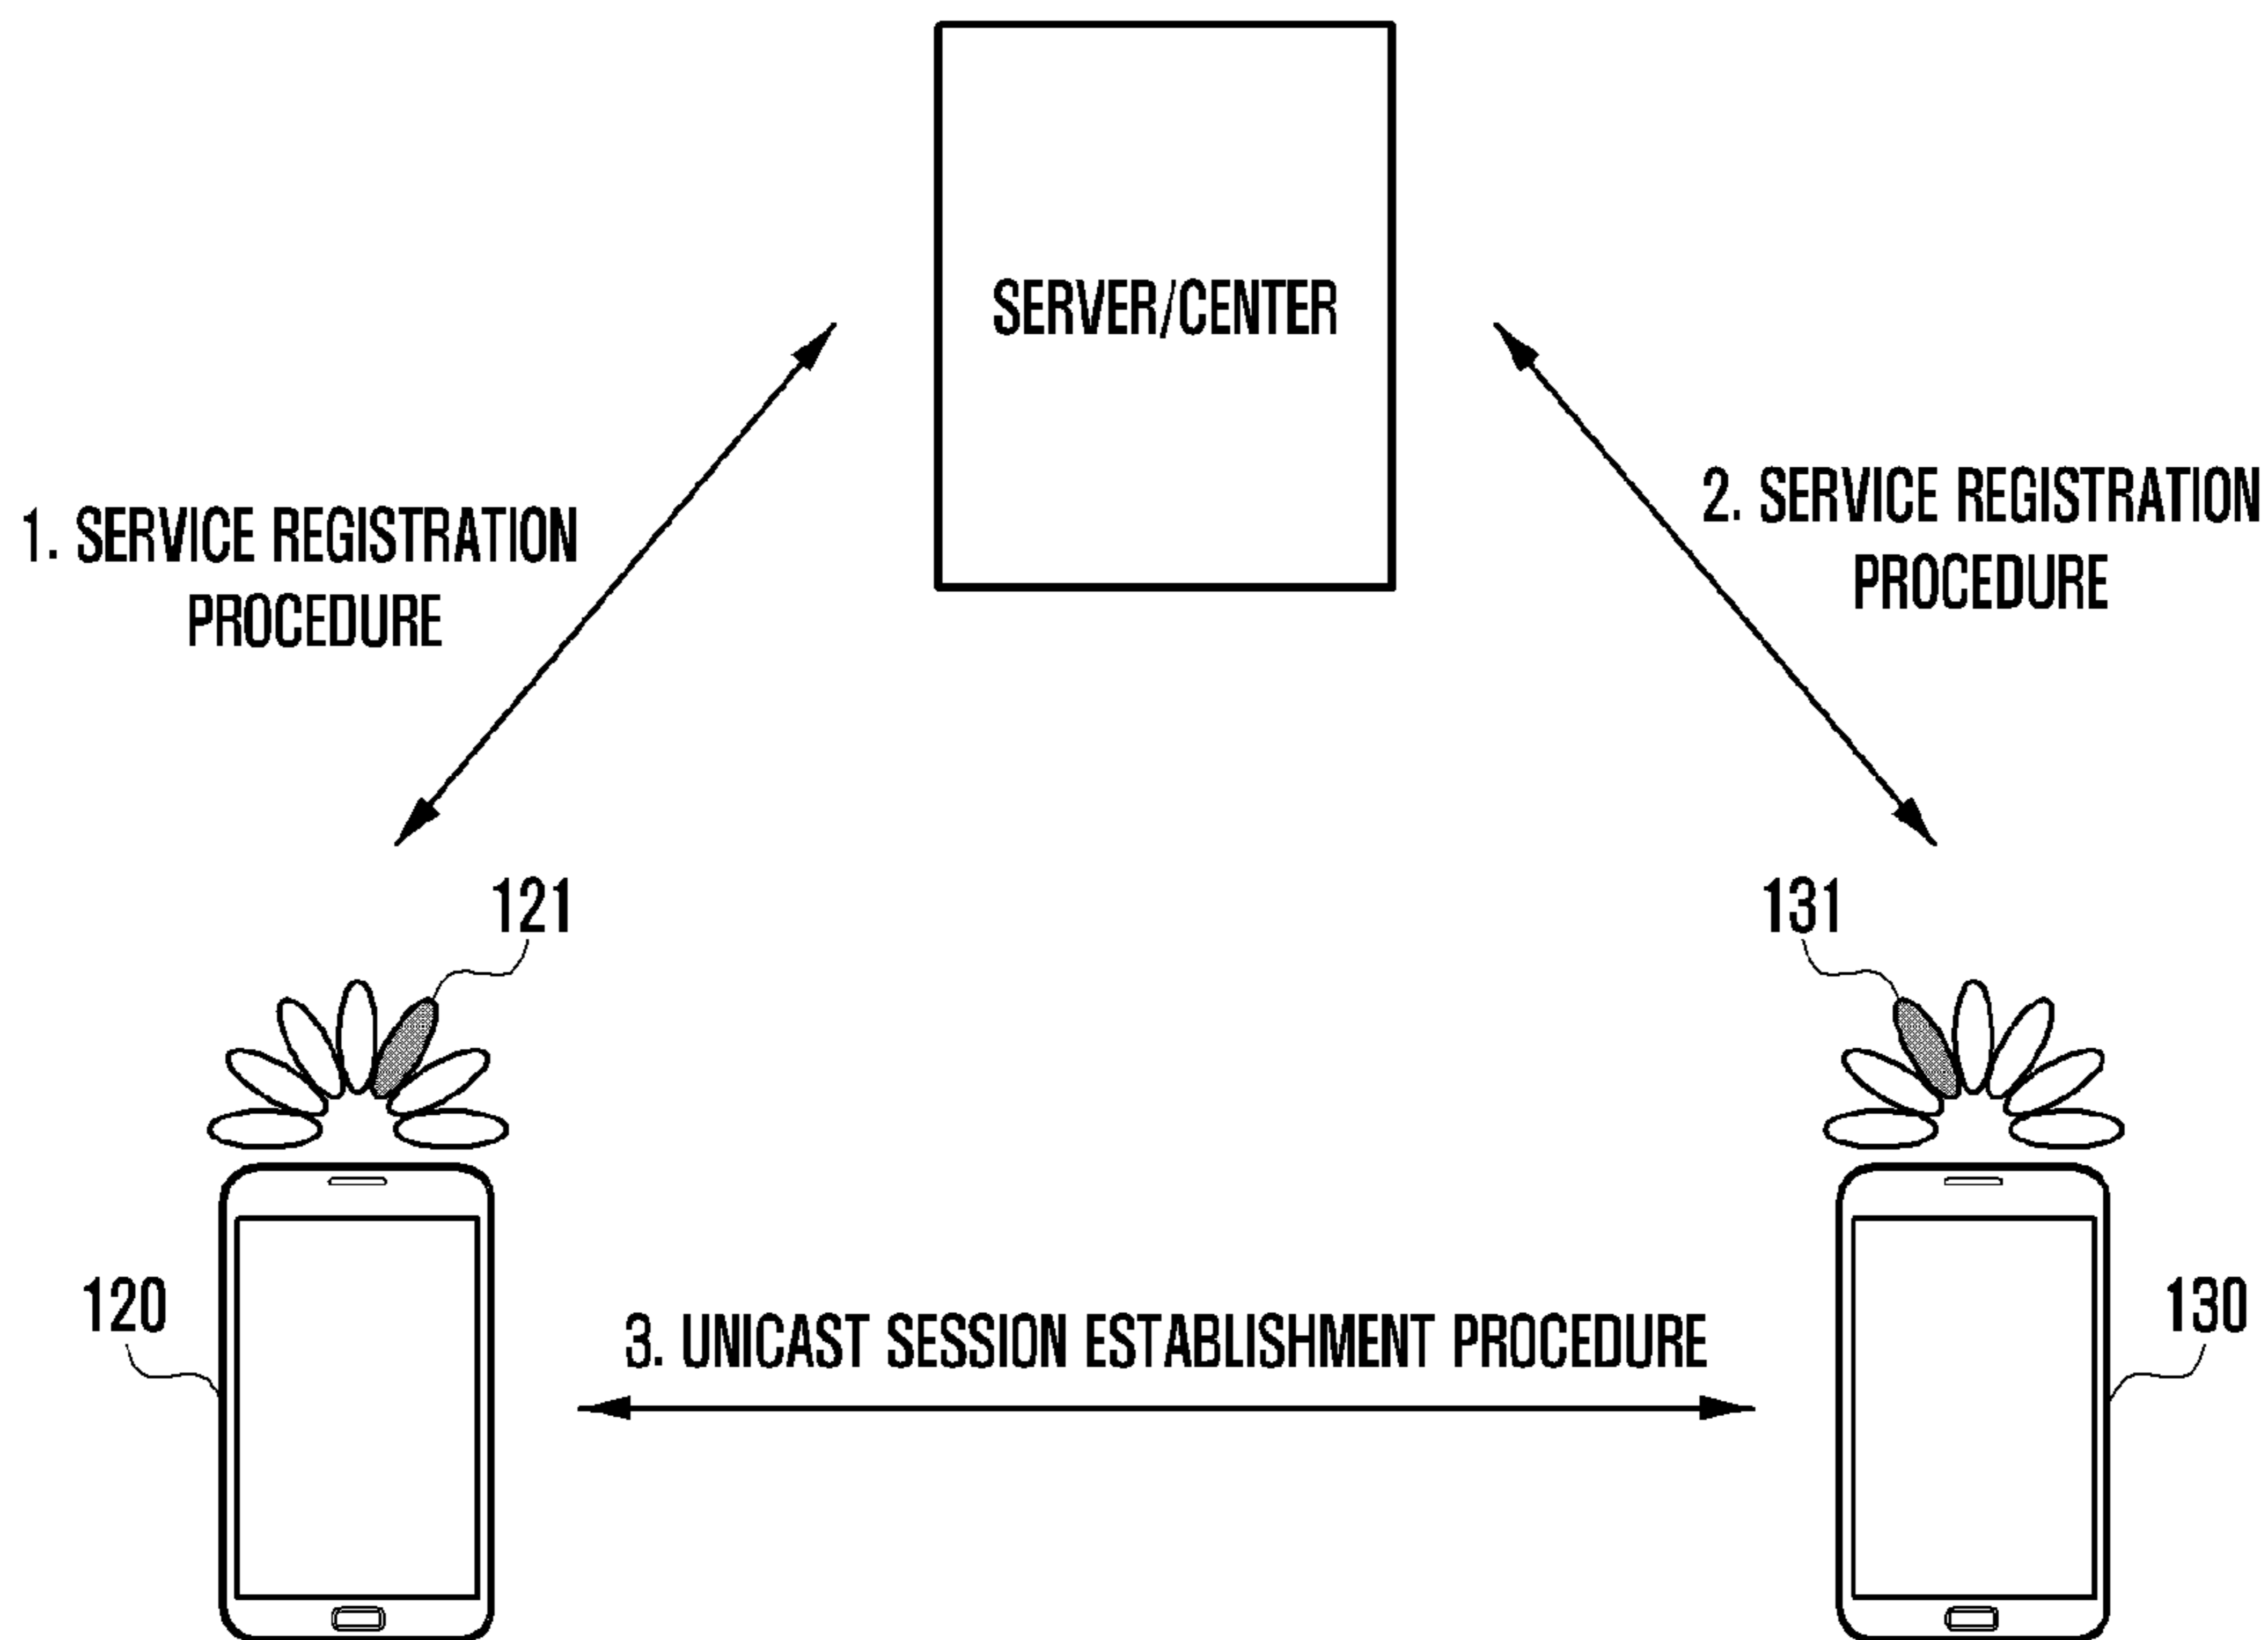 SERVER/CENTER
1. SERVICE REGISTRATION
PROCEDURE
2. SERVICE REGISTRATION
PROCEDURE
121
131
120
130
3. UNICAST SESSION ESTABLISHMENT PROCEDURE